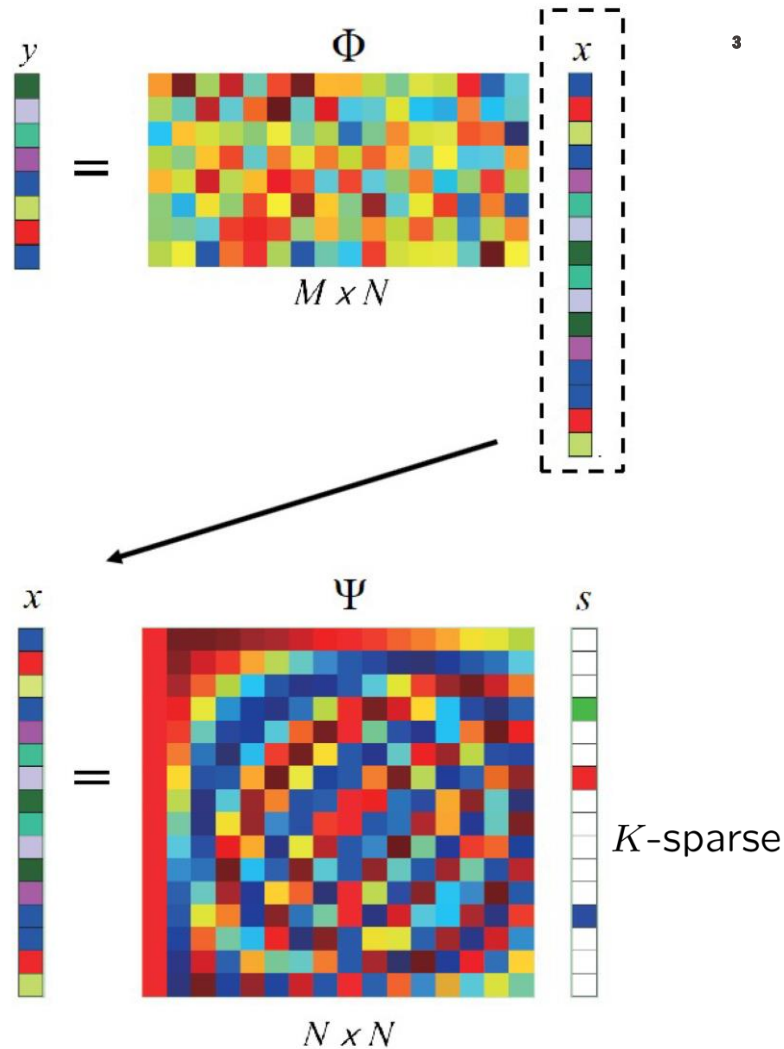 y
=
Φ
x
3
M x N
x
=
Ψ
s
K-sparse
N x N